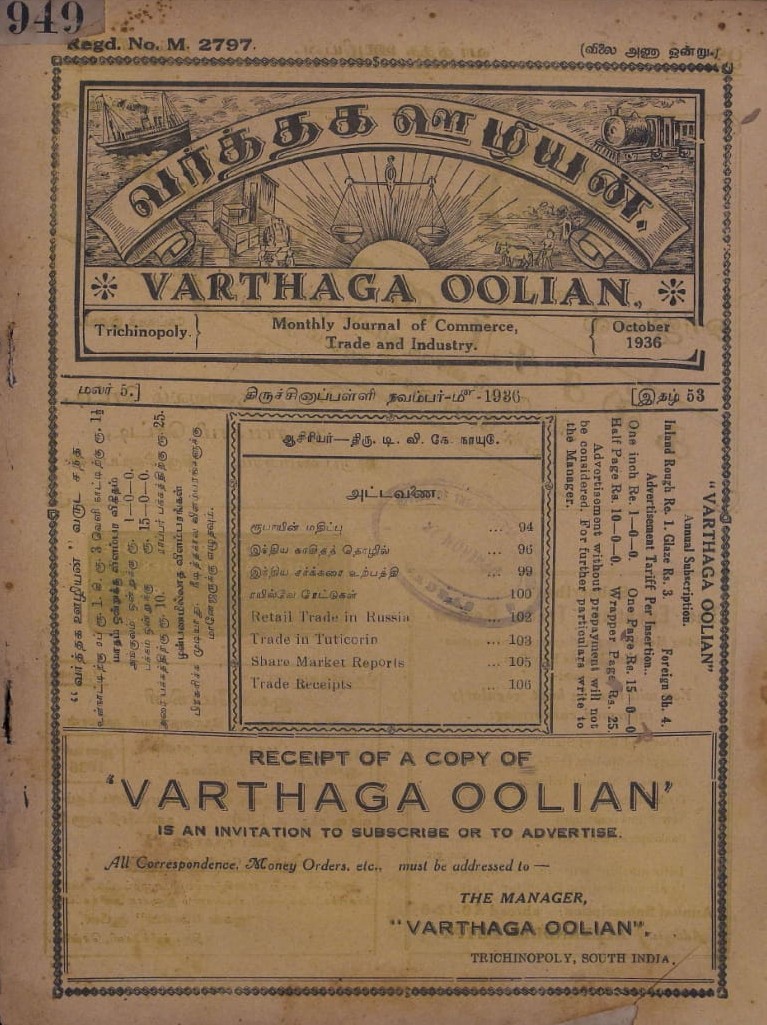 949
Regd. No. M. 2797.
(விலை அணா ஒன்று.)
வர்த்தக ஊழியன்.
VARTHAGA OOLIAN.
Trichinopoly.
Monthly Journal of Commerce,
Trade and Industry.
October
1936
மலர் 5.]
திருச்சினாப்பள்ளி நவம்பர்-மீ 1936
[இதழ் 53
ஆசிரியர்—திரு. டி. வி. கே. நாயுடு.
அட்டவணை.
ரூபாயின் மதிப்பு ... 94
இந்திய காகிதத் தொழில் ... 96
இந்திய சர்க்கரை உற்பத்தி ... 99
ரயில்வே ரேட்டுகள் ... 100
Retail Trade in Russia ... 102
Trade in Tuticorin ... 103
Share Market Reports ... 105
Trade Receipts ... 106
"VARTHAGA OOLIAN"
Annual Subscription.
Inland Rough Re. 1. Glaze Rs. 3. Foreign Sh. 4.
Advertisement Tariff Per Insertion..
One inch Re. 1—0—0. One Page Rs. 15—0—0
Half Page Rs. 10—0—0. Wrapper Page Rs. 25
Advertisement without prepayment will not
be considered. For further particulars write to
the Manager.
RECEIPT OF A COPY OF
'VARTHAGA OOLIAN'
IS AN INVITATION TO SUBSCRIBE OR TO ADVERTISE.
All Correspondence, Money Orders, etc., must be addressed to —
THE MANAGER,
"VARTHAGA OOLIAN".
TRICHINOPOLY, SOUTH INDIA.